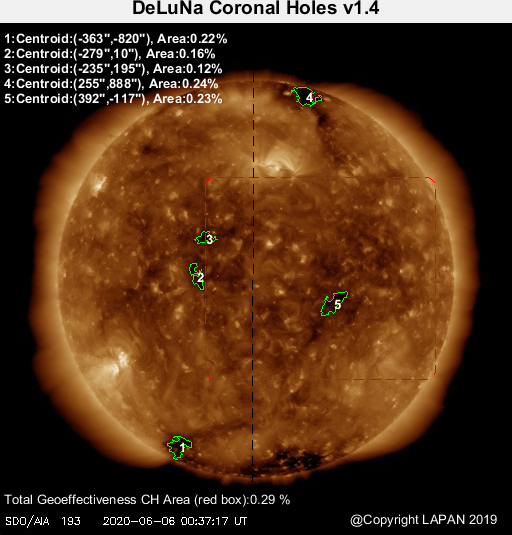 DeLuNa Coronal Holes v1.4
1:Centroid:(-363",-820"), Area:0.22%
2:Centroid:(-279",10"), Area:0.16%
3:Centroid:(-235",195"), Area:0.12%
4:Centroid:(255",888"), Area:0.24%
5:Centroid:(392",-117"), Area:0.23%
4
3
2
5
1
Total Geoeffectiveness CH Area (red box):0.29 %
SDO/AIA 193 2020-06-06 00:37:17 UT
@Copyright LAPAN 2019